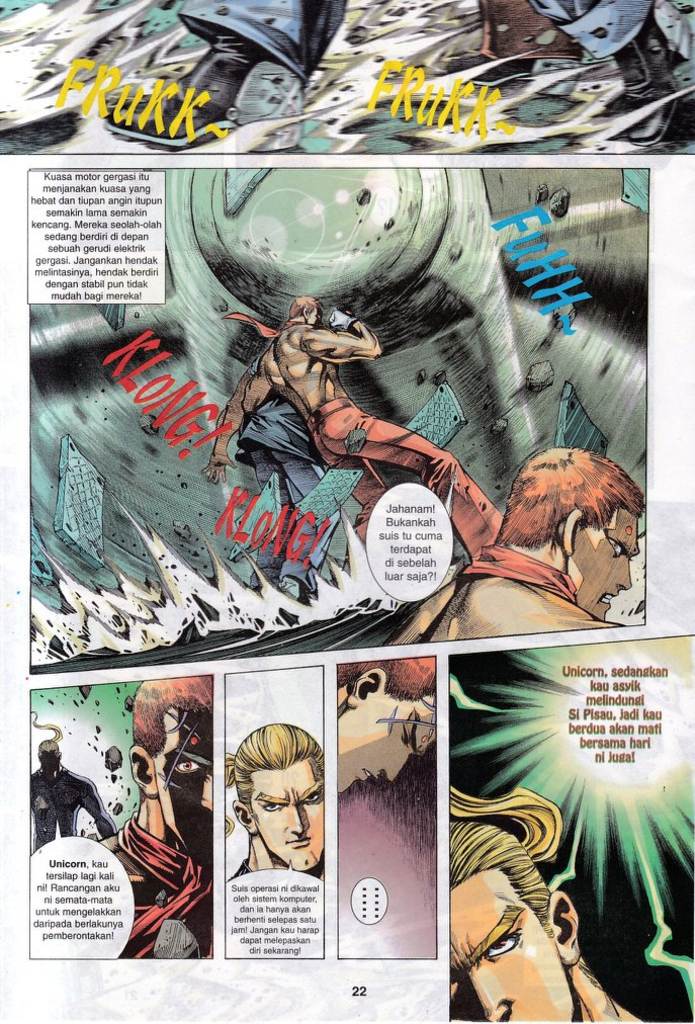 FRUKK~
FRUKK~
Kuasa motor gergasi itu
menjanakan kuasa yang
hebat dan tiupan angin itupun
semakin lama semakin
kencang. Mereka seolah-olah
sedang berdiri di depan
sebuah gerudi elektrik
gergasi. Jangankan hendak
melintasinya, hendak berdiri
dengan stabil pun tidak
mudah bagi mereka!
FUHH~
KLONG!
KLONG!
Jahanam!
Bukankah
suis tu cuma
terdapat
di sebelah
luar saja?!
Unicorn, kau
tersilap lagi kali
ni! Rancangan aku
ni semata-mata
untuk mengelakkan
daripada berlakunya
pemberontakan!
Suis operasi ni dikawal
oleh sistem komputer,
dan ia hanya akan
berhenti selepas satu
jam! Jangan kau harap
dapat melepaskan
diri sekarang!
Unicorn, sedangkan
kau asyik
melindungi
Si Pisau, Jadi kau
berdua akan mati
bersama hari
ni juga!
22